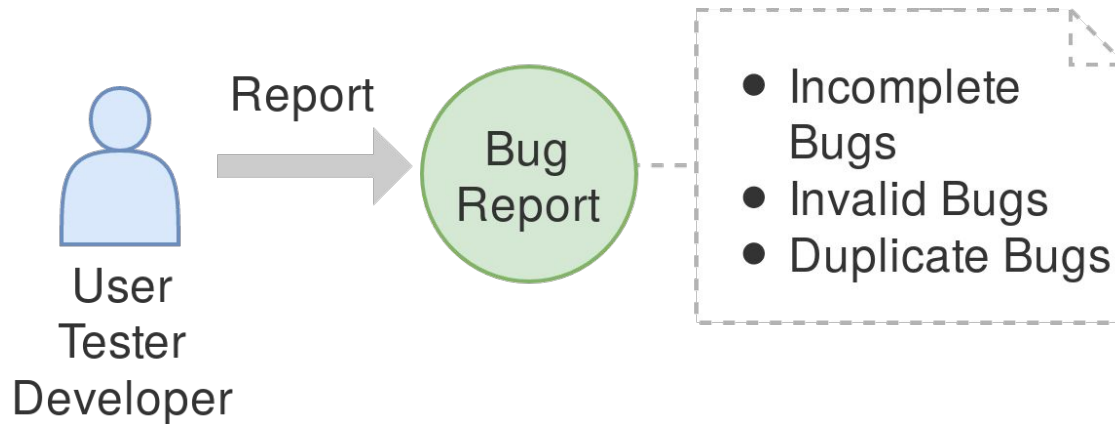 Report
User
Tester
Developer
Bug
Report
● Incomplete
Bugs
● Invalid Bugs
● Duplicate Bugs